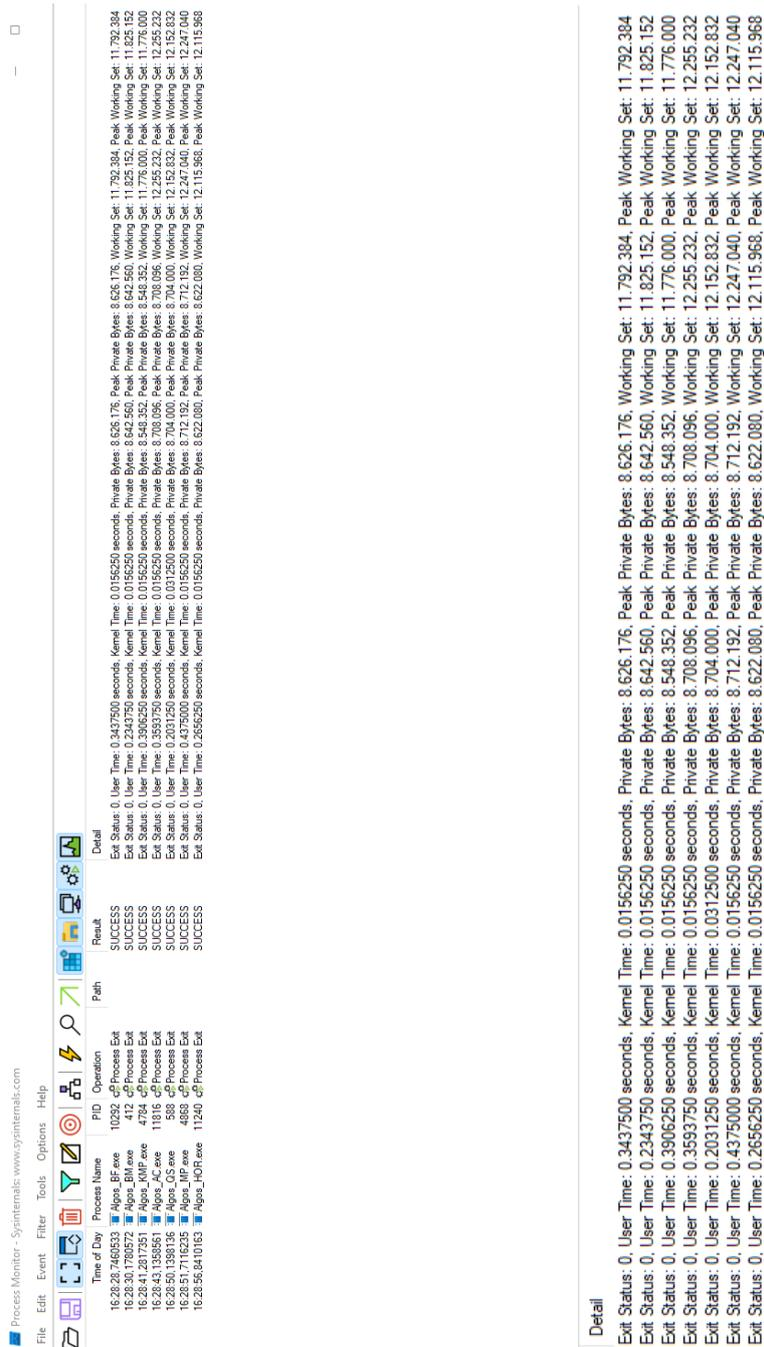 Process Monitor - Sysinternals: www.sysinternals.com
File Edit Event Filter Tools Options Help
Time of Day Process Name PID Operation Path Result Detail
16:28:28,7460533 Algos_BF.exe 10292 Process Exit SUCCESS Exit Status: 0, User Time: 0.3437500 seconds, Kernel Time: 0.0156250 seconds, Private Bytes: 8.626.176, Peak Private Bytes: 8.626.176, Working Set: 11.792.384, Peak Working Set: 11.792.384
16:28:30,1780572 Algos_BM.exe 412 Process Exit SUCCESS Exit Status: 0, User Time: 0.2343750 seconds, Kernel Time: 0.0156250 seconds, Private Bytes: 8.642.560, Peak Private Bytes: 8.642.560, Working Set: 11.825.152, Peak Working Set: 11.825.152
16:28:41,2817351 Algos_KMP.exe 4784 Process Exit SUCCESS Exit Status: 0, User Time: 0.3906250 seconds, Kernel Time: 0.0156250 seconds, Private Bytes: 8.548.352, Peak Private Bytes: 8.548.352, Working Set: 11.776.000, Peak Working Set: 11.776.000
16:28:43,1358561 Algos_AC.exe 11816 Process Exit SUCCESS Exit Status: 0, User Time: 0.3593750 seconds, Kernel Time: 0.0156250 seconds, Private Bytes: 8.708.096, Peak Private Bytes: 8.708.096, Working Set: 12.255.232, Peak Working Set: 12.255.232
16:28:50,1398136 Algos_QS.exe 588 Process Exit SUCCESS Exit Status: 0, User Time: 0.2031250 seconds, Kernel Time: 0.0312500 seconds, Private Bytes: 8.704.000, Peak Private Bytes: 8.704.000, Working Set: 12.152.832, Peak Working Set: 12.152.832
16:28:51,7116235 Algos_MP.exe 4868 Process Exit SUCCESS Exit Status: 0, User Time: 0.4375000 seconds, Kernel Time: 0.0156250 seconds, Private Bytes: 8.712.192, Peak Private Bytes: 8.712.192, Working Set: 12.247.040, Peak Working Set: 12.247.040
16:28:56,8410163 Algos_HOR.exe 11240 Process Exit SUCCESS Exit Status: 0, User Time: 0.2656250 seconds, Kernel Time: 0.0156250 seconds, Private Bytes: 8.622.080, Peak Private Bytes: 8.622.080, Working Set: 12.115.968, Peak Working Set: 12.115.968
Detail
Exit Status: 0, User Time: 0.3437500 seconds, Kernel Time: 0.0156250 seconds, Private Bytes: 8.626.176, Peak Private Bytes: 8.626.176, Working Set: 11.792.384, Peak Working Set: 11.792.384
Exit Status: 0, User Time: 0.2343750 seconds, Kernel Time: 0.0156250 seconds, Private Bytes: 8.642.560, Peak Private Bytes: 8.642.560, Working Set: 11.825.152, Peak Working Set: 11.825.152
Exit Status: 0, User Time: 0.3906250 seconds, Kernel Time: 0.0156250 seconds, Private Bytes: 8.548.352, Peak Private Bytes: 8.548.352, Working Set: 11.776.000, Peak Working Set: 11.776.000
Exit Status: 0, User Time: 0.3593750 seconds, Kernel Time: 0.0156250 seconds, Private Bytes: 8.708.096, Peak Private Bytes: 8.708.096, Working Set: 12.255.232, Peak Working Set: 12.255.232
Exit Status: 0, User Time: 0.2031250 seconds, Kernel Time: 0.0312500 seconds, Private Bytes: 8.704.000, Peak Private Bytes: 8.704.000, Working Set: 12.152.832, Peak Working Set: 12.152.832
Exit Status: 0, User Time: 0.4375000 seconds, Kernel Time: 0.0156250 seconds, Private Bytes: 8.712.192, Peak Private Bytes: 8.712.192, Working Set: 12.247.040, Peak Working Set: 12.247.040
Exit Status: 0, User Time: 0.2656250 seconds, Kernel Time: 0.0156250 seconds, Private Bytes: 8.622.080, Peak Private Bytes: 8.622.080, Working Set: 12.115.968, Peak Working Set: 12.115.968